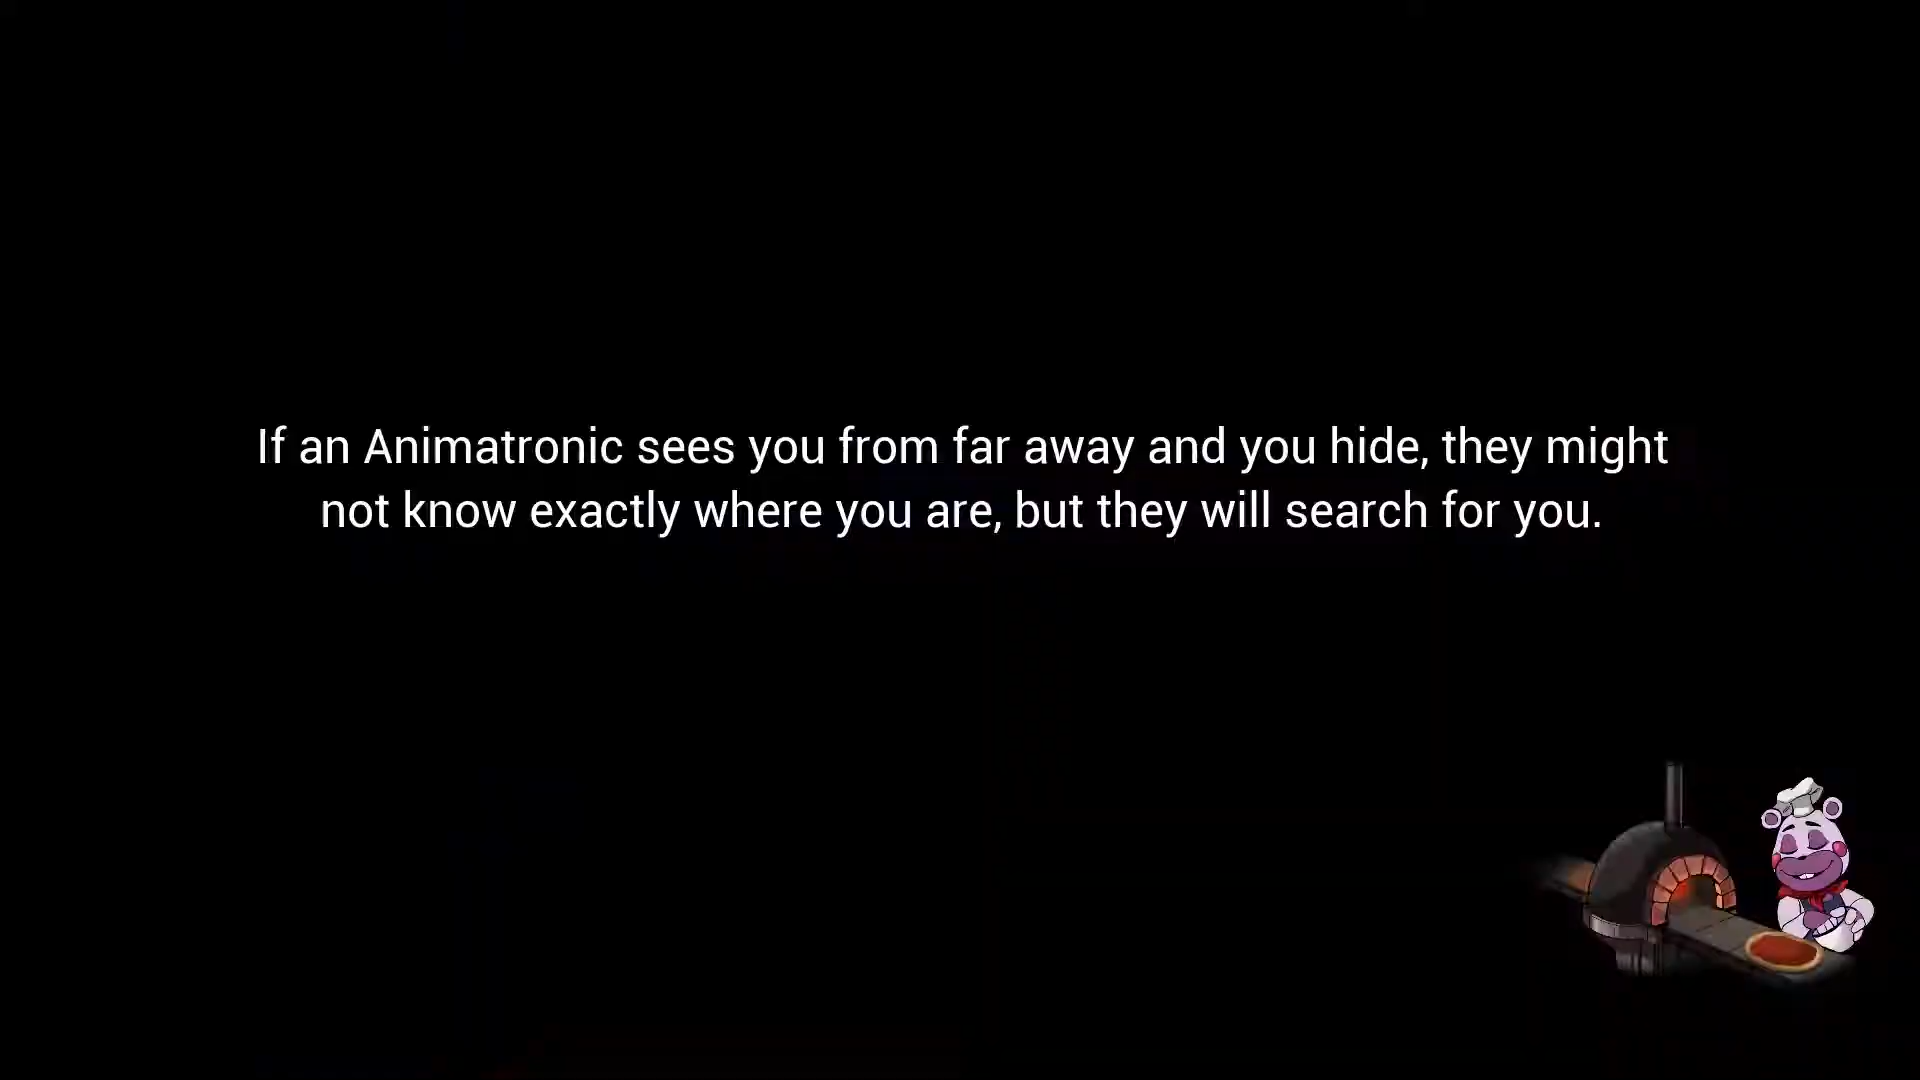 If an Animatronic sees you from far away and you hide, they might
not know exactly where you are, but they will search for you.